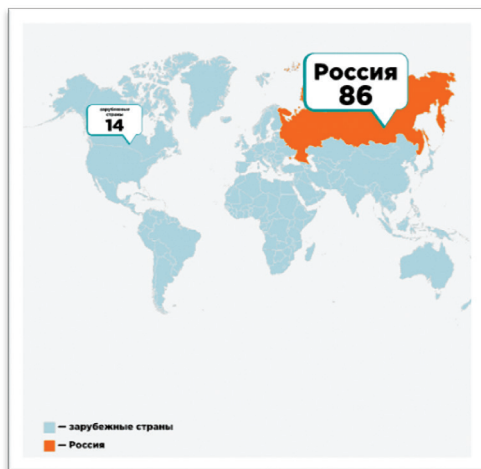 Россия
86
зарубежные
страны
14
— зарубежные страны
— Россия